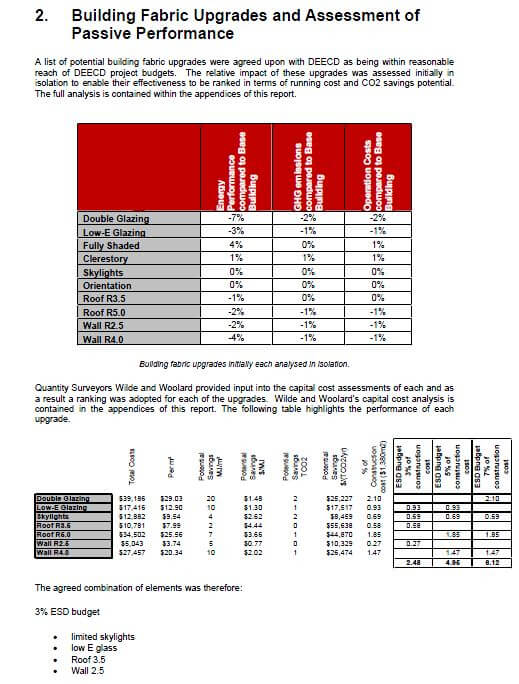 2. Building Fabric Upgrades and Assessment of
Passive Performance
A list of potential building fabric upgrades were agreed upon with DEECD as being within reasonable
reach of DEECD project budgets. The relative impact of these upgrades was assessed initially in
isolation to enable their effectiveness to be ranked in terms of running cost and CO2 savings potential.
The full analysis is contained within the appendices of this report.
Energy Performance compared to Base Building
GHG emissions compared to Base Building
Operation Costs compared to Base Building
Double Glazing -7% -2% -2%
Low-E Glazing -3% -1% -1%
Fully Shaded 4% 0% 1%
Clerestory 1% 1% 1%
Skylights 0% 0% 0%
Orientation 0% 0% 0%
Roof R3.5 -1% 0% 0%
Roof R5.0 -2% -1% -1%
Wall R2.5 -2% -1% -1%
Wall R4.0 -4% -1% -1%
Building fabric upgrades initially each analysed in isolation.
Quantity Surveyors Wilde and Woolard provided input into the capital cost assessments of each and as
a result a ranking was adopted for each of the upgrades. Wilde and Woolard's capital cost analysis is
contained in the appendices of this report. The following table highlights the performance of each
upgrade.
Total Costs
Per m²
Potential Savings MJ/m²
Potential Savings $/MJ
Potential Savings TCO2
Potential Savings $/(TCO2/yr)
% of Construction cost ($1,380m2)
ESD Budget 3% of construction cost
ESD Budget 5% of construction cost
ESD Budget 7% of construction cost
Double Glazing $39,186 $29.03 20 $1.48 2 $25,227 2.10 2.10
Low-E Glazing $17,416 $12.90 10 $1.30 1 $17,517 0.93 0.93 0.93
Skylights $12,882 $9.54 4 $2.62 2 $8,459 0.69 0.69 0.69 0.69
Roof R3.5 $10,781 $7.99 2 $4.44 0 $55,638 0.58 0.58
Roof R5.0 $34,502 $25.56 7 $3.66 1 $44,870 1.85 1.85 1.85
Wall R2.5 $5,043 $3.74 5 $0.77 0 $10,329 0.27 0.27
Wall R4.0 $27,457 $20.34 10 $2.02 1 $26,474 1.47 1.47 1.47
2.48 4.95 6.12
The agreed combination of elements was therefore:
3% ESD budget
• limited skylights
• low E glass
• Roof 3.5
• Wall 2.5